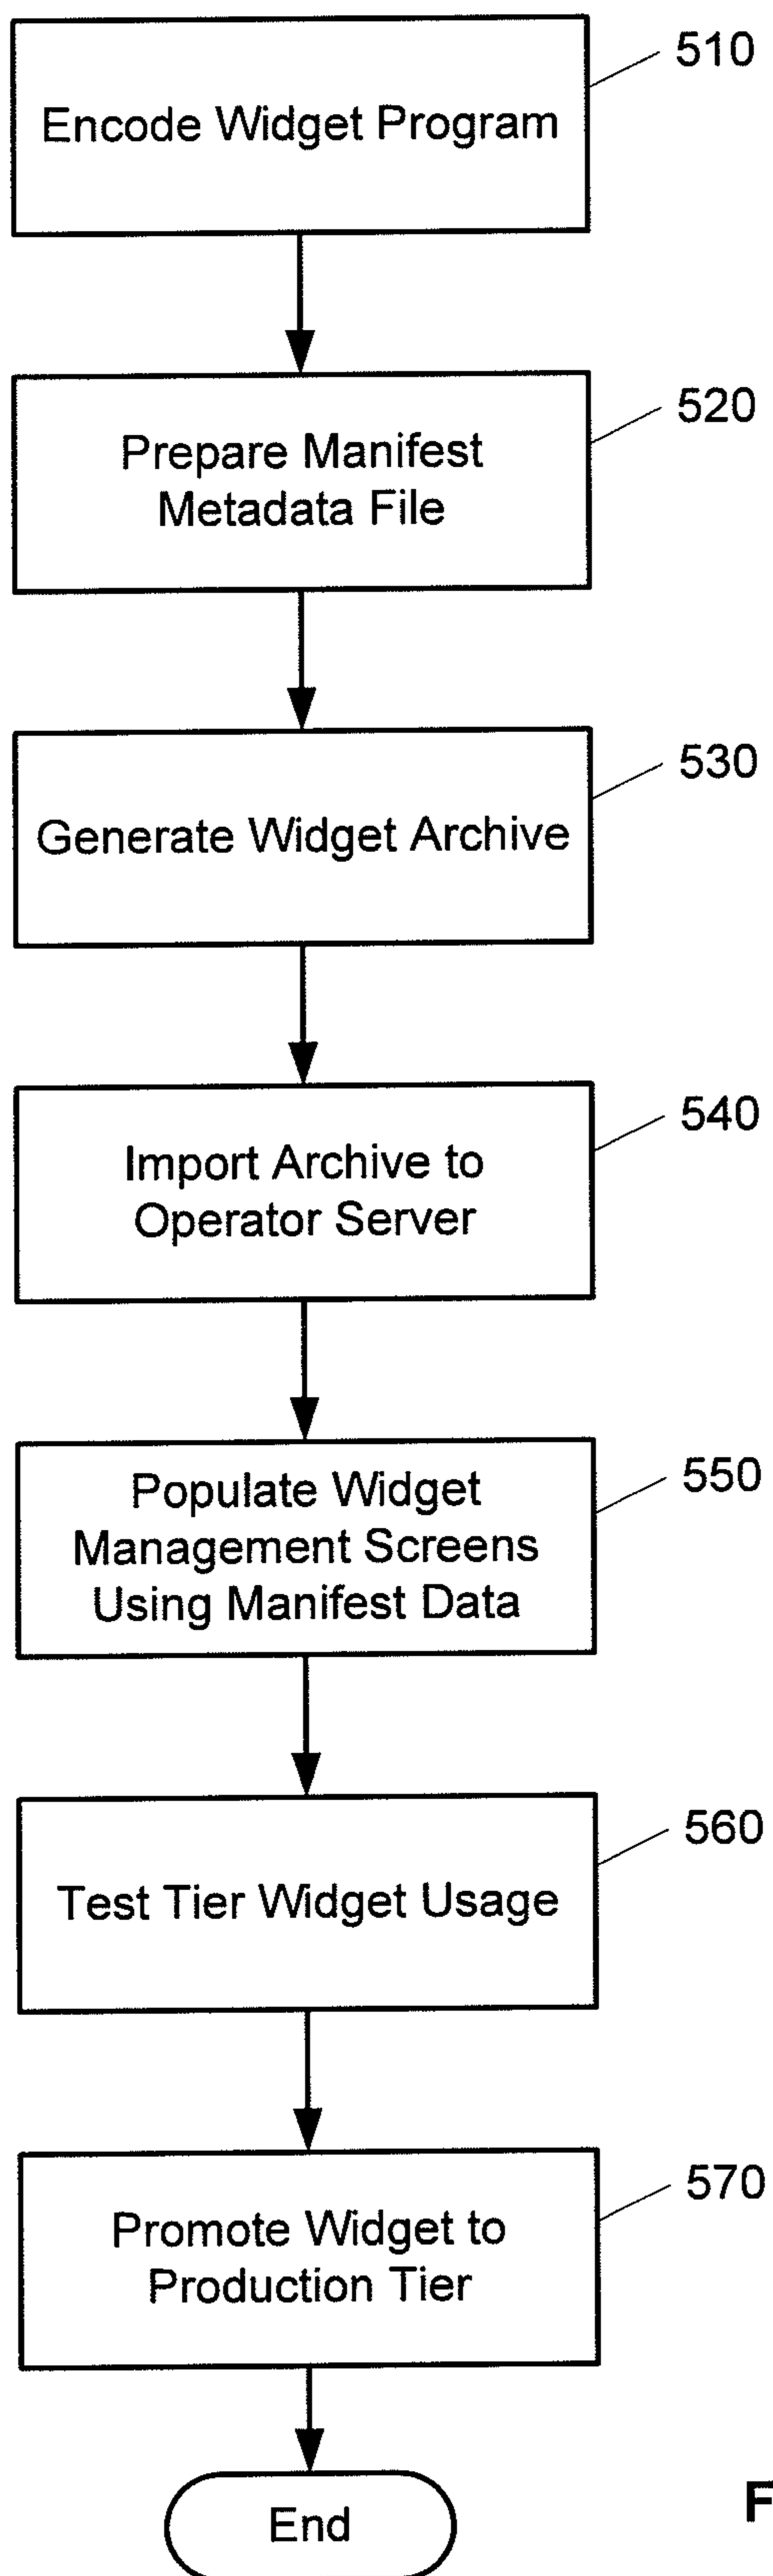 510
Encode Widget Program
520
Prepare Manifest
Metadata File
530
Generate Widget Archive
540
Import Archive to
Operator Server
550
Populate Widget
Management Screens
Using Manifest Data
560
Test Tier Widget Usage
570
Promote Widget to
Production Tier
End
F